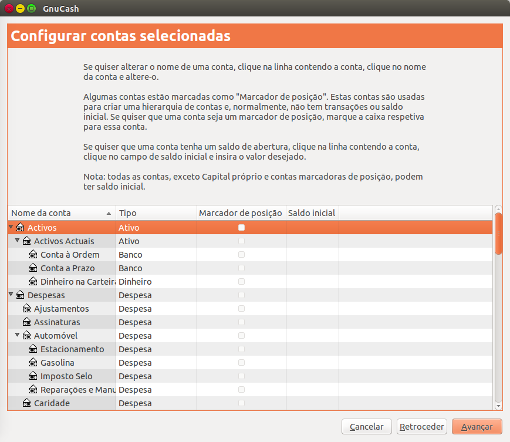 GnuCash
Configurar contas selecionadas
Se quiser alterar o nome de uma conta, clique na linha contendo a conta, clique no nome
da conta e altere-o.
Algumas contas estão marcadas como "Marcador de posição". Estas contas são usadas
para criar uma hierarquia de contas e, normalmente, não tem transações ou saldo
inicial. Se quiser que uma conta seja um marcador de posição, marque a caixa respetiva
para essa conta.
Se quiser que uma conta tenha um saldo de abertura, clique na linha contendo a conta,
clique no campo de saldo inicial e insira o valor desejado.
Nota: todas as contas, exceto Capital próprio e contas marcadoras de posição, podem
ter saldo inicial.
Nome da conta Tipo Marcador de posição Saldo inicial
Activos Ativo
Activos Actuais Ativo
Conta à Ordem Banco
Conta a Prazo Banco
Dinheiro na Carteir Dinheiro
Despesas Despesa
Ajustamentos Despesa
Assinaturas Despesa
Automóvel Despesa
Estacionamento Despesa
Gasolina Despesa
Imposto Selo Despesa
Reparações e Manu Despesa
Caridade Despesa
Cancelar Retroceder Avançar